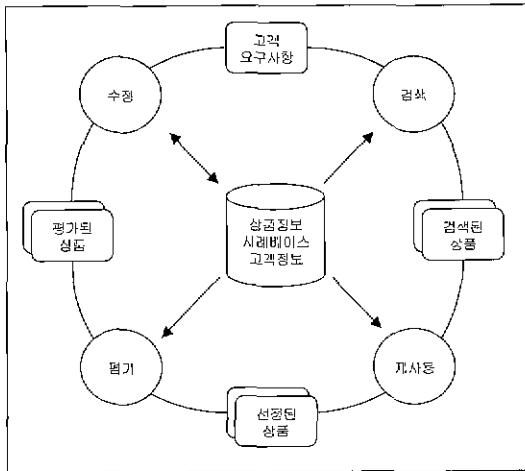 고객
요구사항
수정
검색
평가된
상품
상품정보
사례베이스
고객정보
검색된
상품
평가
재사용
선정된
상품